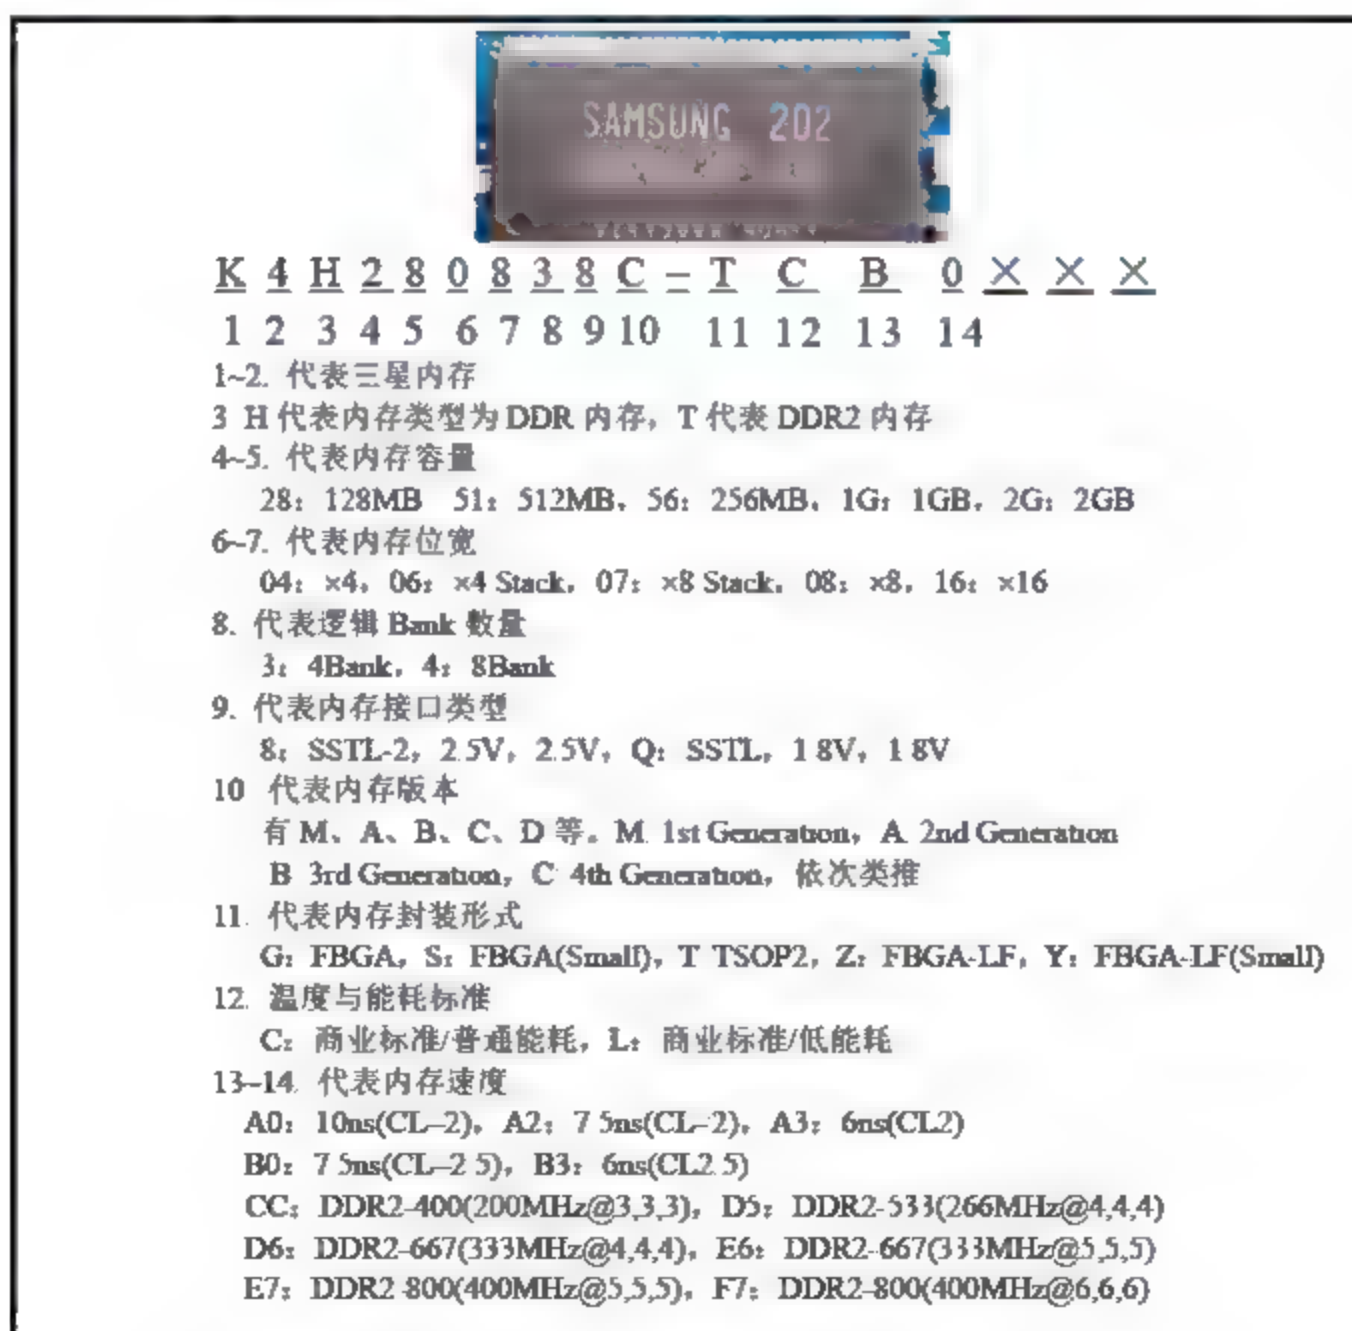 SAMSUNG 202
K 4 H 2 8 0 8 3 8 C – T C B 0 × × ×
1 2 3 4 5 6 7 8 9 10 11 12 13 14
1~2. 代表三星内存
3 H 代表内存类型为 DDR 内存，T 代表 DDR2 内存
4~5. 代表内存容量
28：128MB 51：512MB，56：256MB，1G：1GB，2G：2GB
6~7. 代表内存位宽
04：×4，06：×4 Stack，07：×8 Stack，08：×8，16：×16
8. 代表逻辑 Bank 数量
3：4Bank，4：8Bank
9. 代表内存接口类型
8：SSTL-2，2.5V，2.5V，Q：SSTL，1 8V，1 8V
10 代表内存版本
有 M、A、B、C、D 等。M 1st Generation，A 2nd Generation
B 3rd Generation，C 4th Generation，依次类推
11. 代表内存封装形式
G：FBGA，S：FBGA(Small)，T TSOP2，Z：FBGA-LF，Y：FBGA-LF(Small)
12. 温度与能耗标准
C：商业标准/普通能耗，L：商业标准/低能耗
13~14. 代表内存速度
A0：10ns(CL–2)，A2：7 5ns(CL–2)，A3：6ns(CL2)
B0：7 5ns(CL–2 5)，B3：6ns(CL2 5)
CC：DDR2-400(200MHz@3,3,3)，D5：DDR2-533(266MHz@4,4,4)
D6：DDR2-667(333MHz@4,4,4)，E6：DDR2-667(333MHz@5,5,5)
E7：DDR2-800(400MHz@5,5,5)，F7：DDR2-800(400MHz@6,6,6)